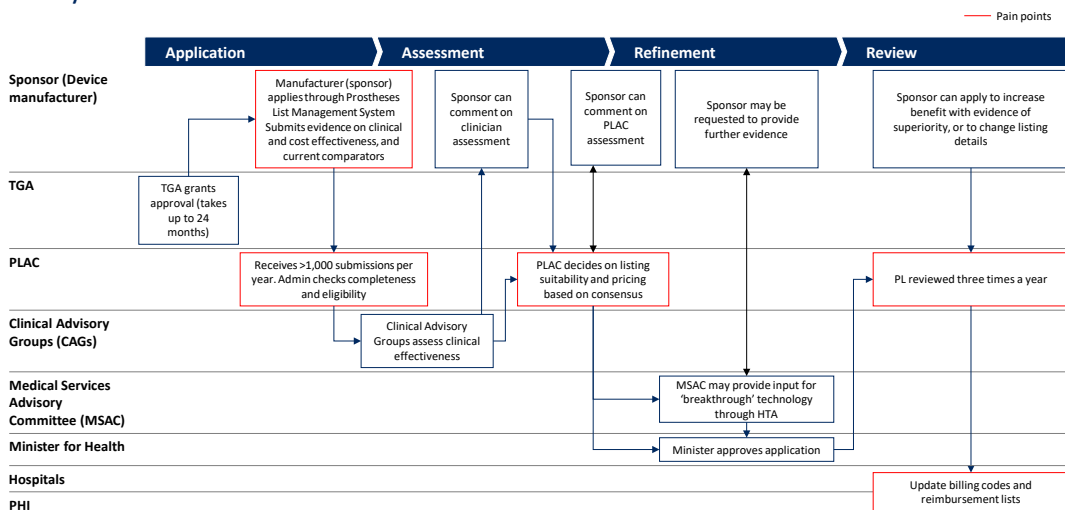 Pain points
Application
Assessment
Refinement
Review
Sponsor (Device
manufacturer)
Manufacturer (sponsor)
applies through Prostheses
List Management System
Submits evidence on clinical
and cost effectiveness, and
current comparators
Sponsor can
comment on
clinician
assessment
Sponsor can
comment on
PLAC
assessment
Sponsor may be
requested to provide
further evidence
Sponsor can apply to increase
benefit with evidence of
superiority, or to change listing
details
TGA
TGA grants
approval (takes
up to 24
months)
PLAC
Receives >1,000 submissions per
year. Admin checks completeness
and eligibility
PLAC decides on listing
suitability and pricing
based on consensus
PL reviewed three times a year
Clinical Advisory
Groups (CAGs)
Clinical Advisory
Groups assess clinical
effectiveness
Medical Services
Advisory
Committee (MSAC)
MSAC may provide input for
‘breakthrough’ technology
through HTA
Minister for Health
Minister approves application
Hospitals
Update billing codes and
reimbursement lists
PHI